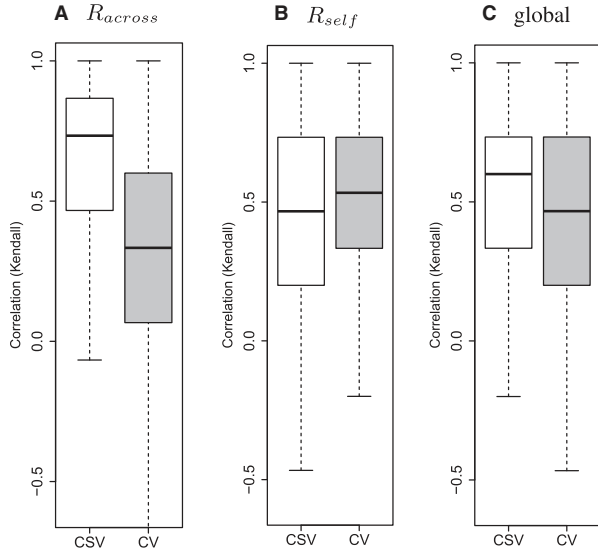 A R_across
B R_self
C global
Correlation (Kendall)
1.0
0.5
0.0
−0.5
CSV CV
Correlation (Kendall)
1.0
0.5
0.0
−0.5
CSV CV
Correlation (Kendall)
1.0
0.5
0.0
−0.5
CSV CV